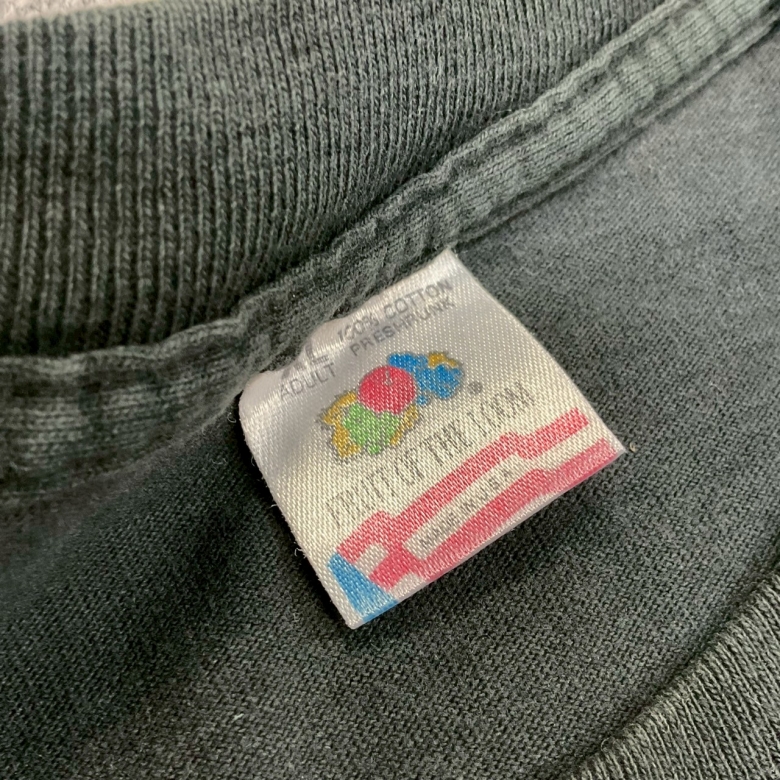 XL 100% COTTON
ADULT PRESHRUNK
®
FRUIT OF THE LOOM
MADE IN U.S.A.